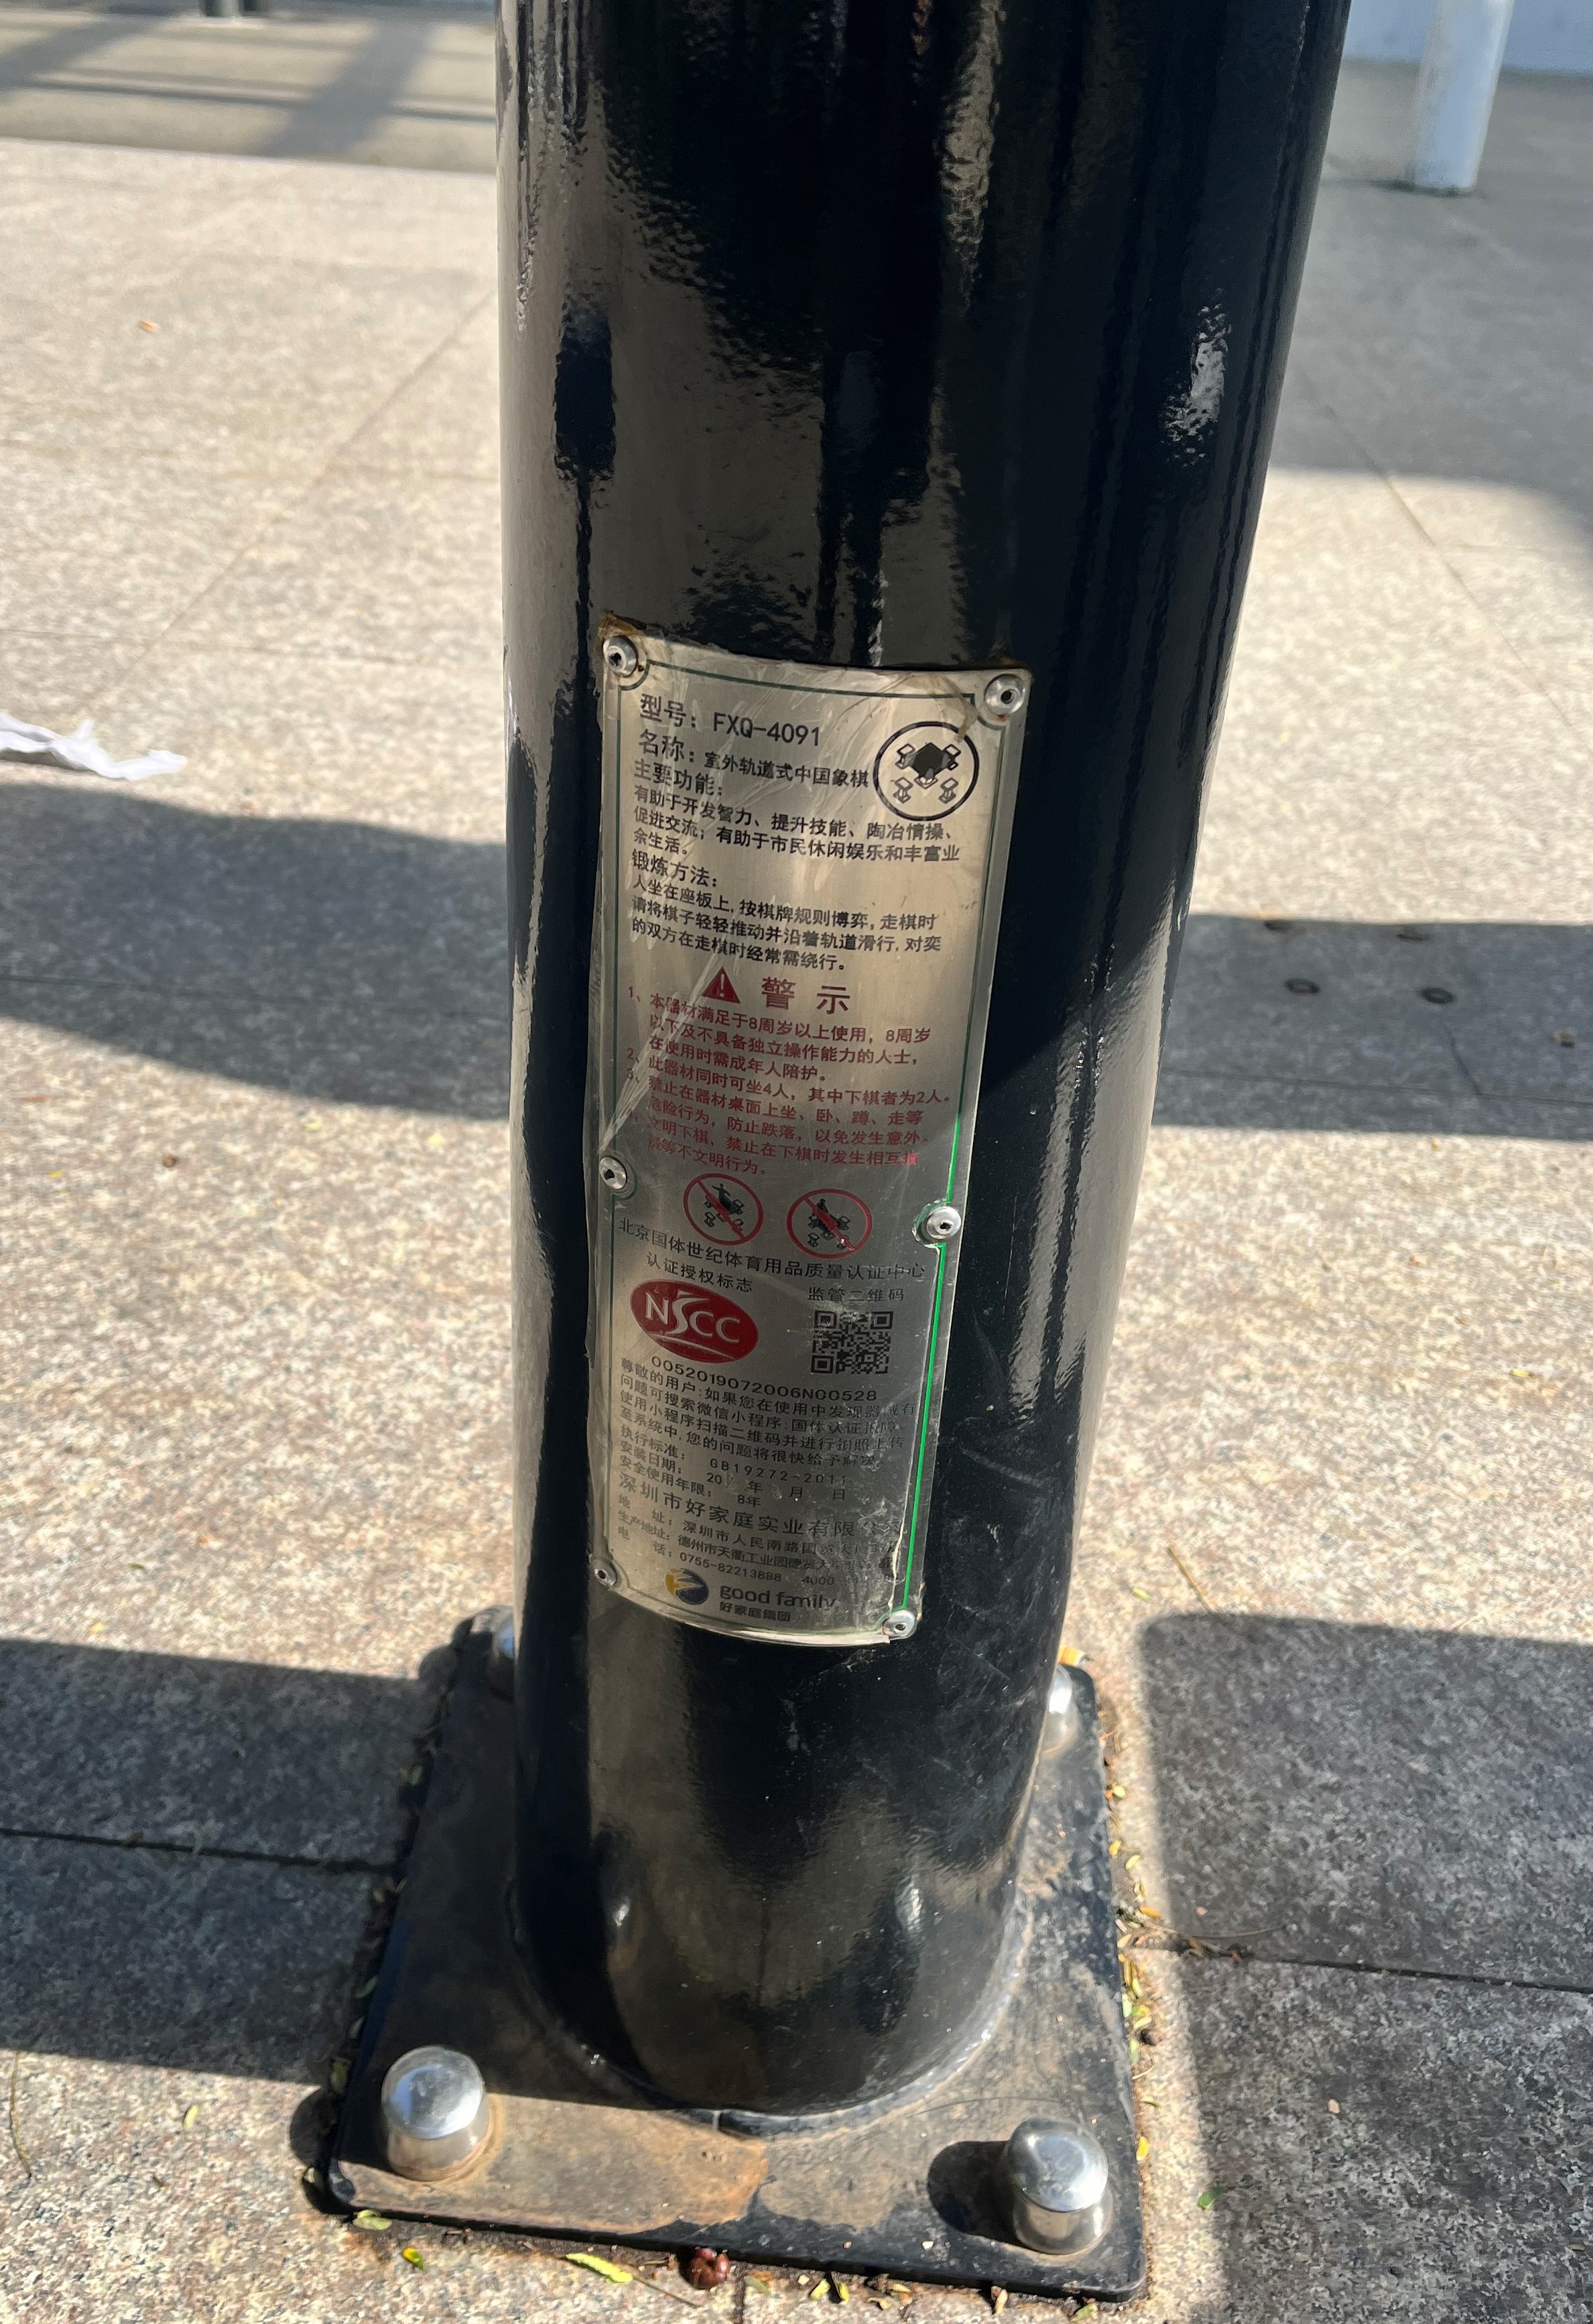 型号：FXQ-4091
名称：室外轨道式中国象棋
主要功能：
有助于开发智力、提升技能、陶冶情操、
促进交流；有助于市民休闲娱乐和丰富业
余生活。
锻炼方法：
人坐在座板上，按棋牌规则博弈，走棋时
请将棋子轻轻推动并沿着轨道滑行，对奕
的双方在走棋时经常需绕行。
警示
1、本器材满足于8周岁以上使用，8周岁
以下及不具备独立操作能力的人士，
在使用时需成年人陪护。
2、此器材同时可坐4人，其中下棋者为2人。
3、禁止在器材桌面上坐、卧、蹲、走等
危险行为，防止跌落，以免发生意外。
文明下棋、禁止在下棋时发生相互
等不文明行为。
北京国体世纪体育用品质量认证中心
认证授权标志
监管二维码
NSCC
0052019072006N00528
尊敬的用户：如果您在使用中发现器械有
问题可搜索微信小程序：国体认证
使用小程序扫描二维码并进行拍照上传
至系统中，您的问题将很快给予解决。
执行标准：GB19272-2011
安装日期：20 年 月 日
安全使用年限：8年
深圳市好家庭实业有限
地址：深圳市人民南路国
生产地址：德州市天衢工业园德贤大
电话：0755-82213888 4000
good family
好家庭集团